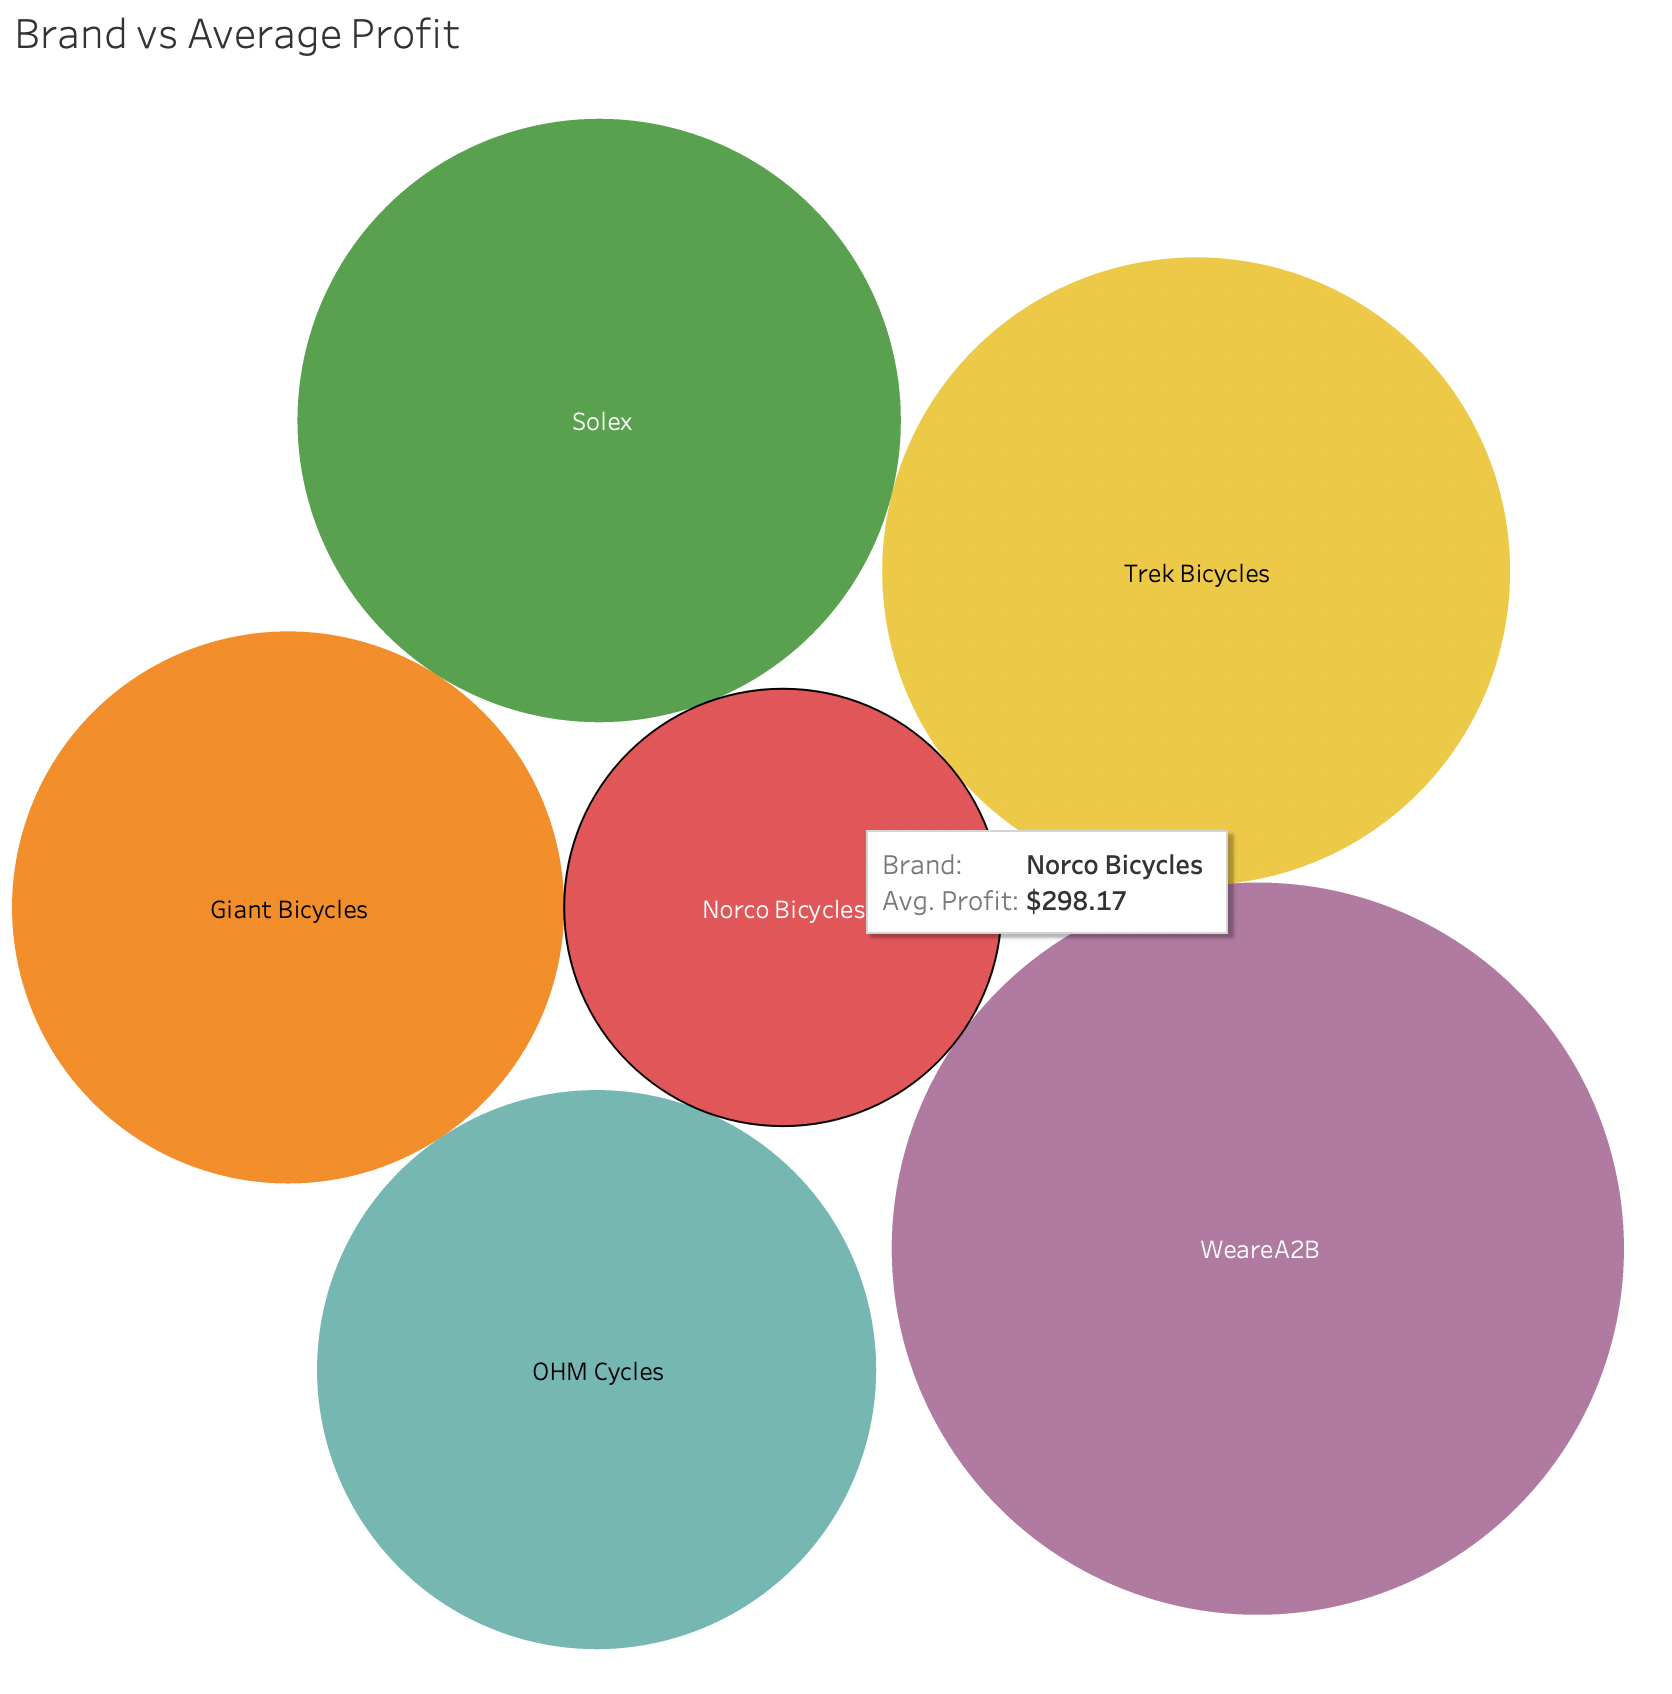 Brand vs Average Profit
Solex
Trek Bicycles
Giant Bicycles
Norco Bicycles
Brand: Norco Bicycles
Avg. Profit: $298.17
WeareA2B
OHM Cycles